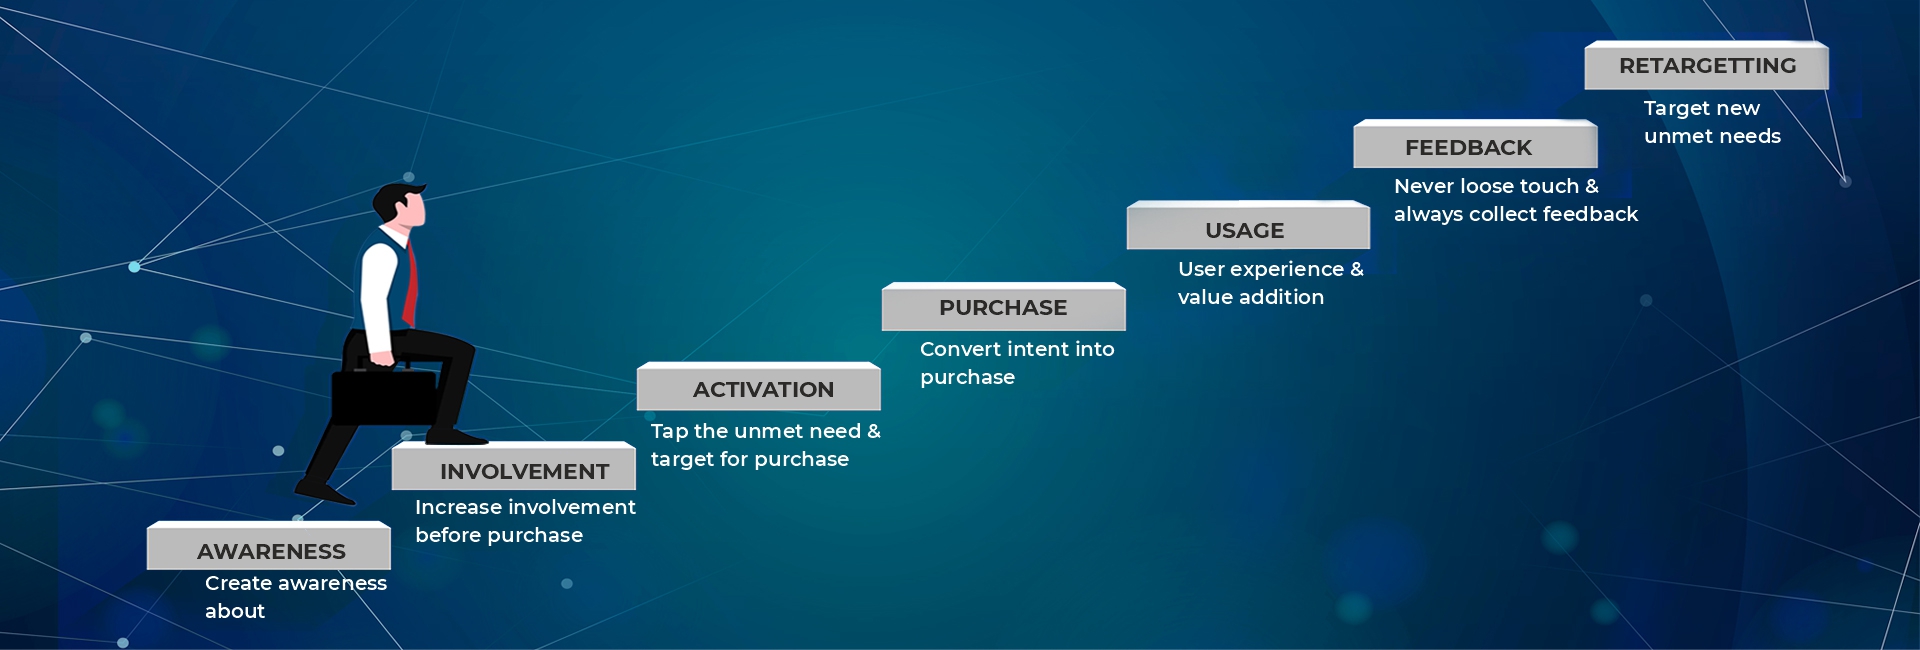 RETARGETTING
Target new
unmet needs
FEEDBACK
Never loose touch &
always collect feedback
USAGE
User experience &
value addition
PURCHASE
Convert intent into
purchase
ACTIVATION
Tap the unmet need &
target for purchase
INVOLVEMENT
Increase involvement
before purchase
AWARENESS
Create awareness
about